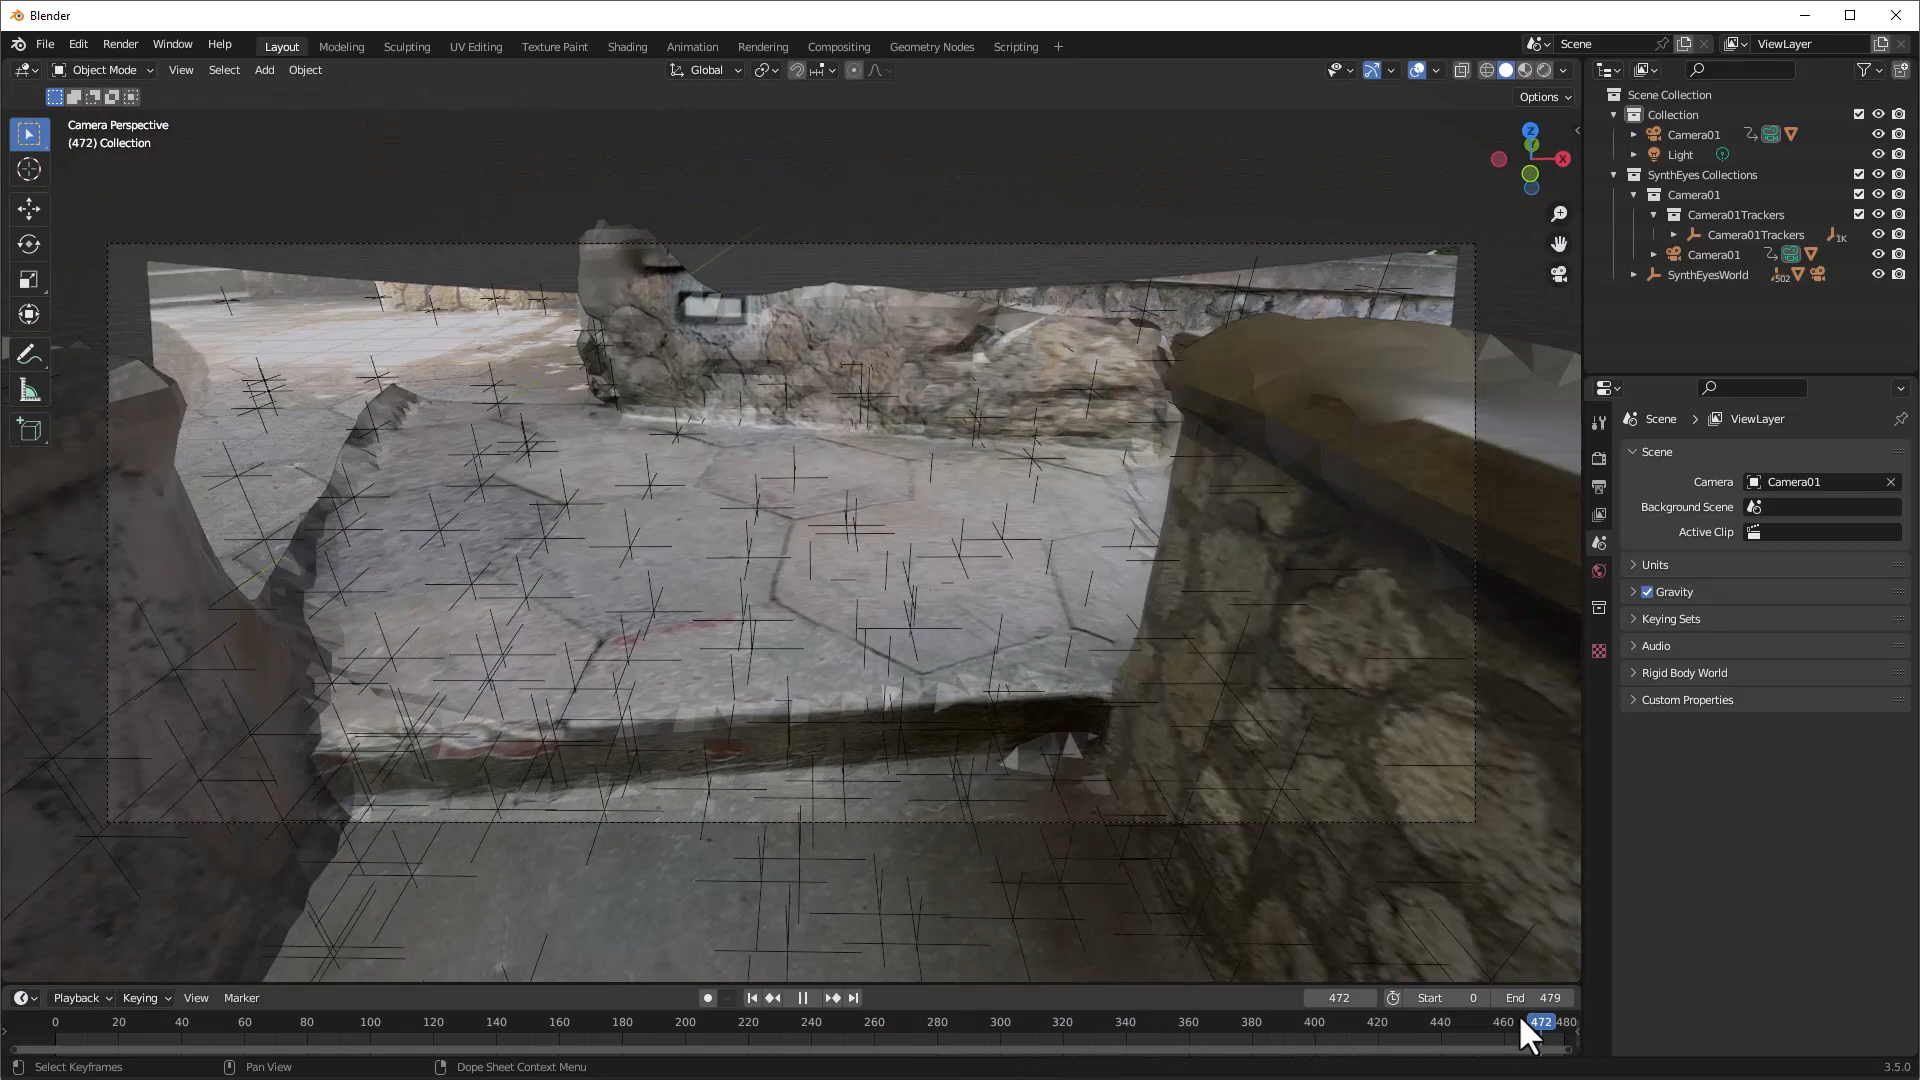 Blender
File Edit Render Window Help
Layout Modeling Sculpting UV Editing Texture Paint Shading Animation Rendering Compositing Geometry Nodes Scripting +
Scene
ViewLayer
Object Mode View Select Add Object
Global
Options
Camera Perspective
(472) Collection
Z
X
Scene Collection
Collection
Camera01
Light
SynthEyes Collections
Camera01
Camera01Trackers
Camera01Trackers 1K
Camera01
SynthEyesWorld 502
Scene > ViewLayer
Scene
Camera Camera01
Background Scene
Active Clip
Units
Gravity
Keying Sets
Audio
Rigid Body World
Custom Properties
Playback Keying View Marker
472 Start 0 End 479
0 20 40 60 80 100 120 140 160 180 200 220 240 260 280 300 320 340 360 380 400 420 440 460 472 480
Select Keyframes Pan View Dope Sheet Context Menu 3.5.0